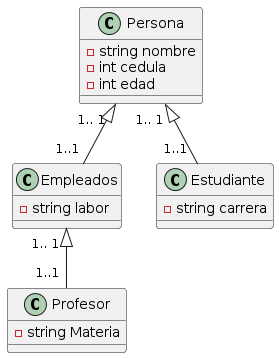 C Persona
string nombre
int cedula
int edad
1.. 1 1.. 1
1..1 1..1
C Empleados C Estudiante
string labor string carrera
1.. 1
1..1
C Profesor
string Materia